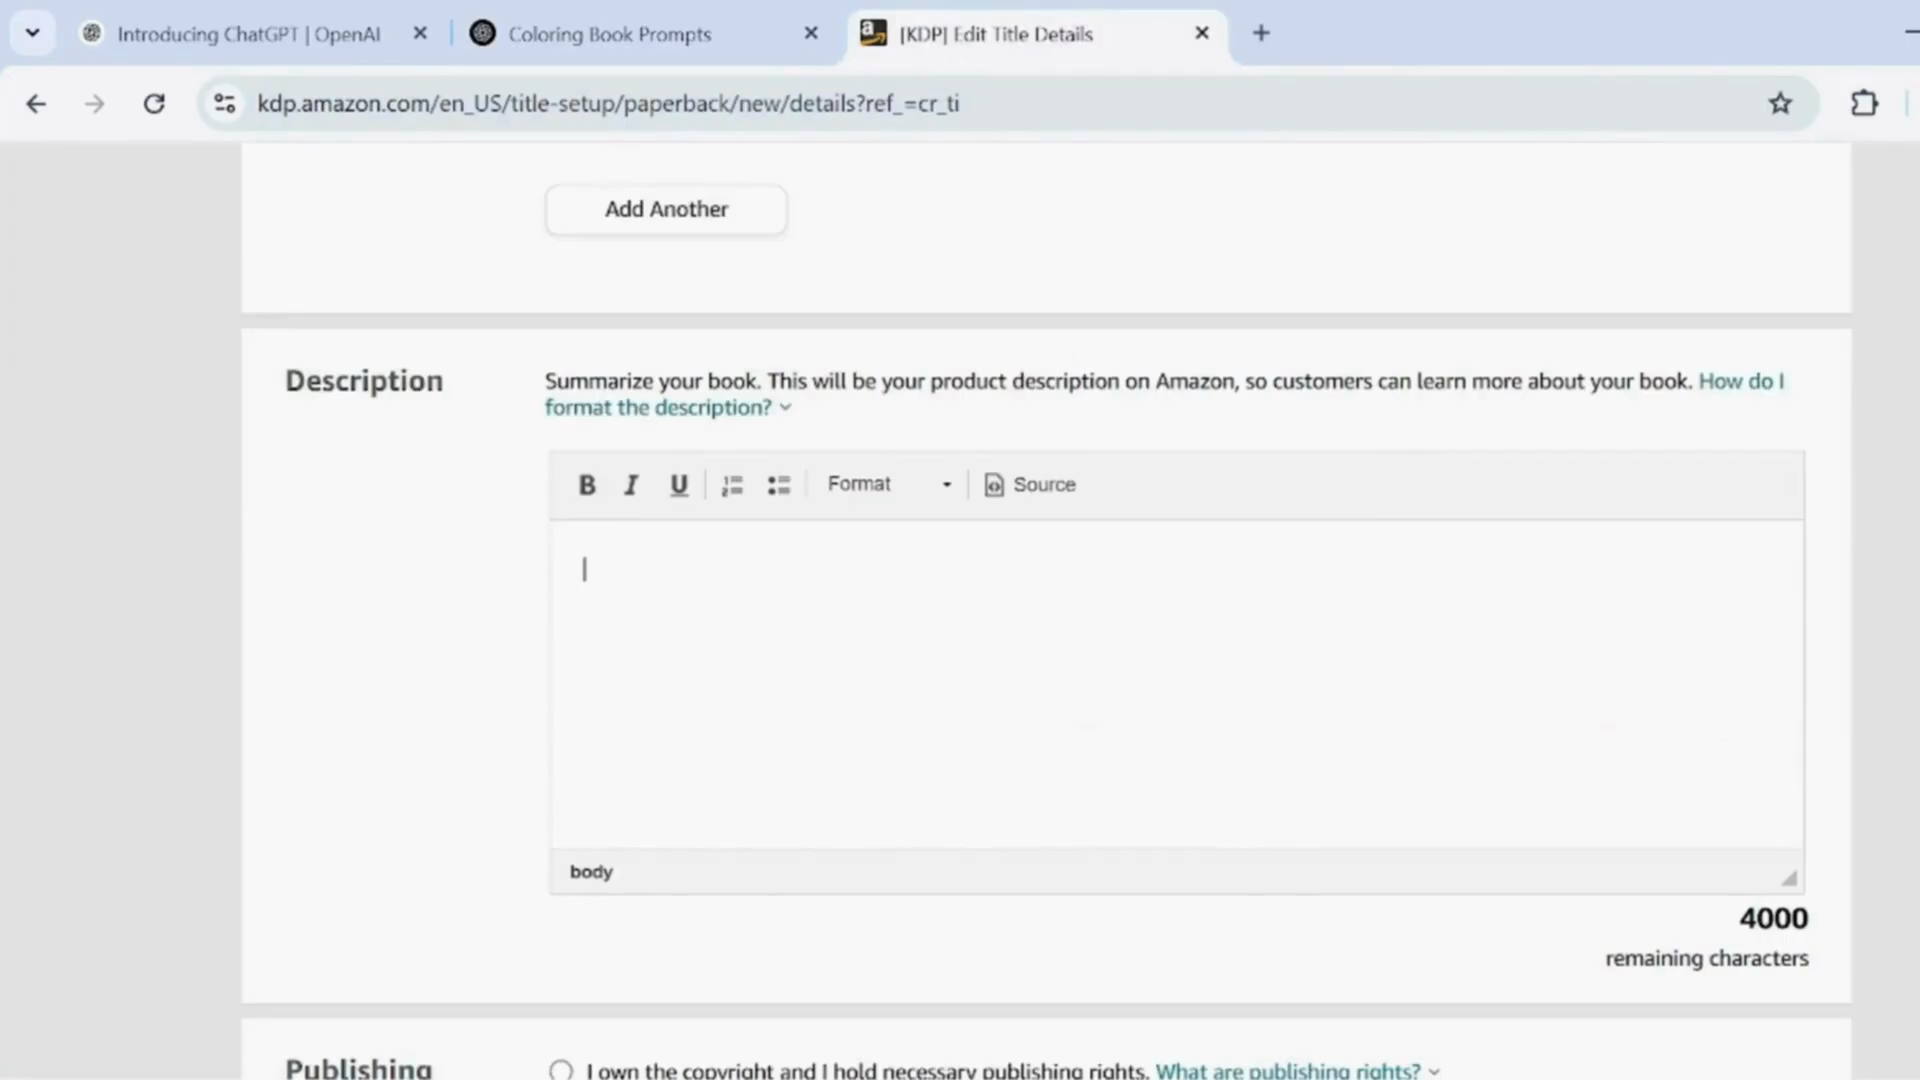 Introducing ChatGPT | OpenAI
Coloring Book Prompts
[KDP] Edit Title Details
kdp.amazon.com/en_US/title-setup/paperback/new/details?ref_=cr_ti
Add Another
Description
Summarize your book. This will be your product description on Amazon, so customers can learn more about your book. How do I
format the description?
B I U Format Source
body
4000
remaining characters
Publishing
I own the copyright and I hold necessary publishing rights. What are publishing rights?